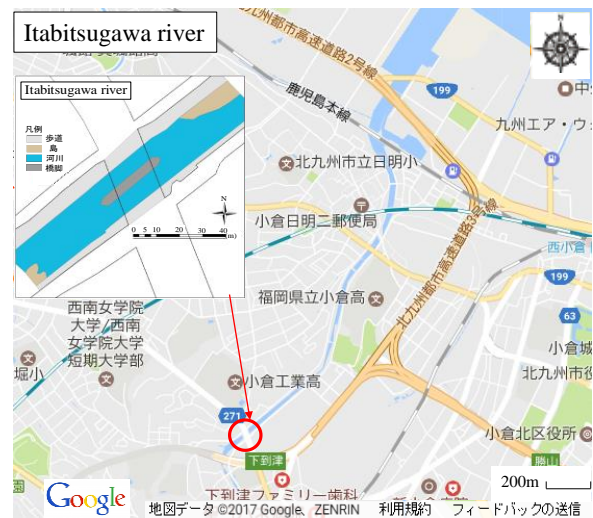 Itabitsugawa river
北九州都市高速道路2号線
199
鹿児島本線
九州エア・ウ
北九州市立日明小
小倉日明二郵便局
北九州都市高速道路3号線
西小倉
199
福岡県立小倉高
63
小倉城
北九州市役
西南女学院
大学/西南
女学院大学
短期大学部
堀小
小倉工業高
271
下到津
小倉北区役所
勝山
下到津ファミリー歯科
200m
Google
地図データ ©2017 Google、ZENRIN 利用規約 フィードバックの送信
Itabitsugawa river
凡例
歩道
島
河川
橋脚
N
0 5 10 20 30 40
(m)